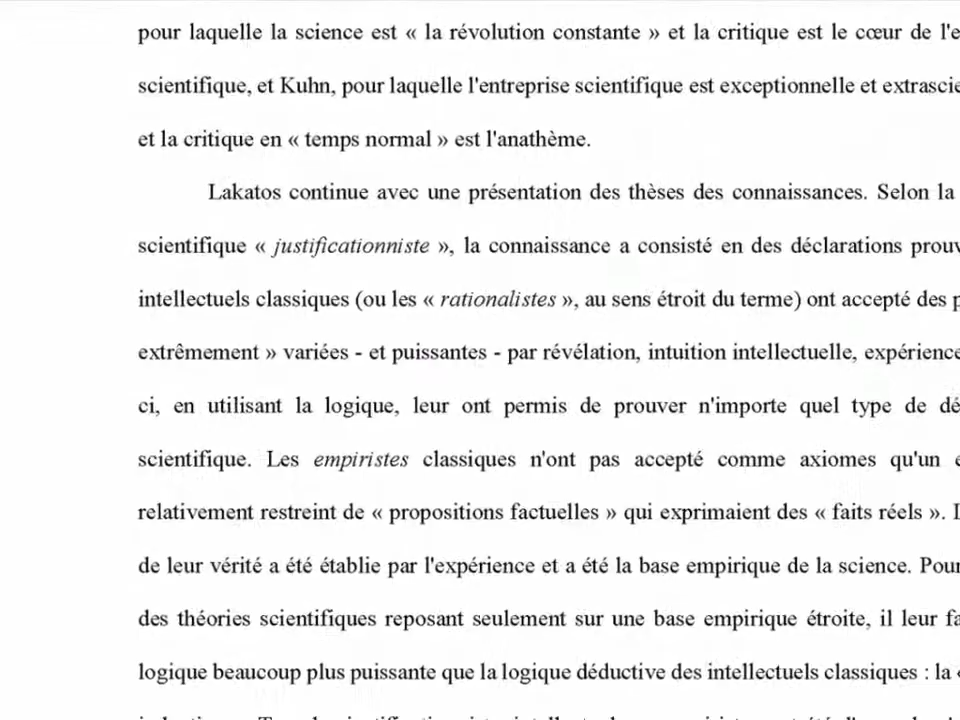 pour laquelle la science est « la révolution constante » et la critique est le cœur de
scientifique, et Kuhn, pour laquelle l'entreprise scientifique est exceptionnelle et
et la critique en « temps normal » est l'anathème.
Lakatos continue avec une présentation des thèses des connaissances. Selon la
scientifique « justificationniste », la connaissance a consisté en des déclarations
intellectuels classiques (ou les « rationalistes », au sens étroit du terme) ont accepté des
extrêmement » variées - et puissantes - par révélation, intuition intellectuelle, expérience
ci, en utilisant la logique, leur ont permis de prouver n'importe quel type de
scientifique. Les empiristes classiques n'ont pas accepté comme axiomes qu'un
relativement restreint de « propositions factuelles » qui exprimaient des « faits réels ».
de leur vérité a été établie par l'expérience et a été la base empirique de la science. Pour
des théories scientifiques reposant seulement sur une base empirique étroite, il leur
logique beaucoup plus puissante que la logique déductive des intellectuels classiques : la «